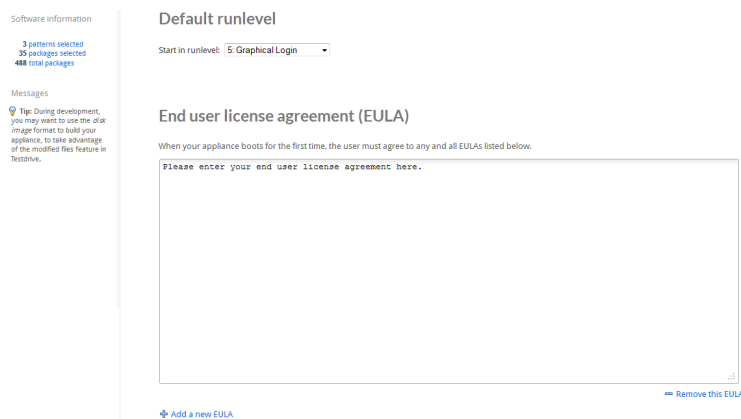 Software information
3 patterns selected
35 packages selected
488 total packages
Messages
Tip: During development,
you may want to use the disk
image format to build your
appliance, to take advantage
of the modified files feature in
Testdrive.
Default runlevel
Start in runlevel: 5: Graphical Login
End user license agreement (EULA)
When your appliance boots for the first time, the user must agree to any and all EULAs listed below.
Please enter your end user license agreement here.
Remove this EULA
Add a new EULA